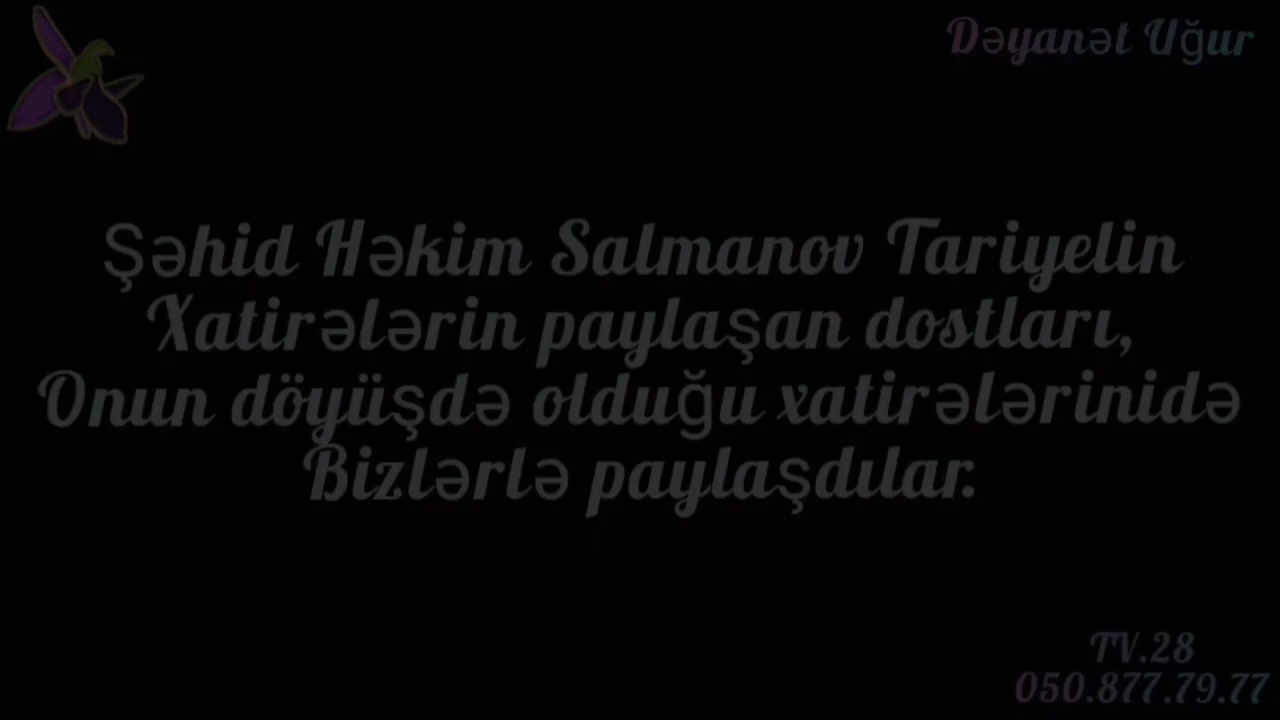 Dəyanət Uğur
Şəhid Həkim Salmanov Tariyelin
Xatirələrin paylaşan dostları,
Onun döyüşdə olduğu xatirələrinidə
Bizlərlə paylaşdılar.
TV.28
050.877.79.77